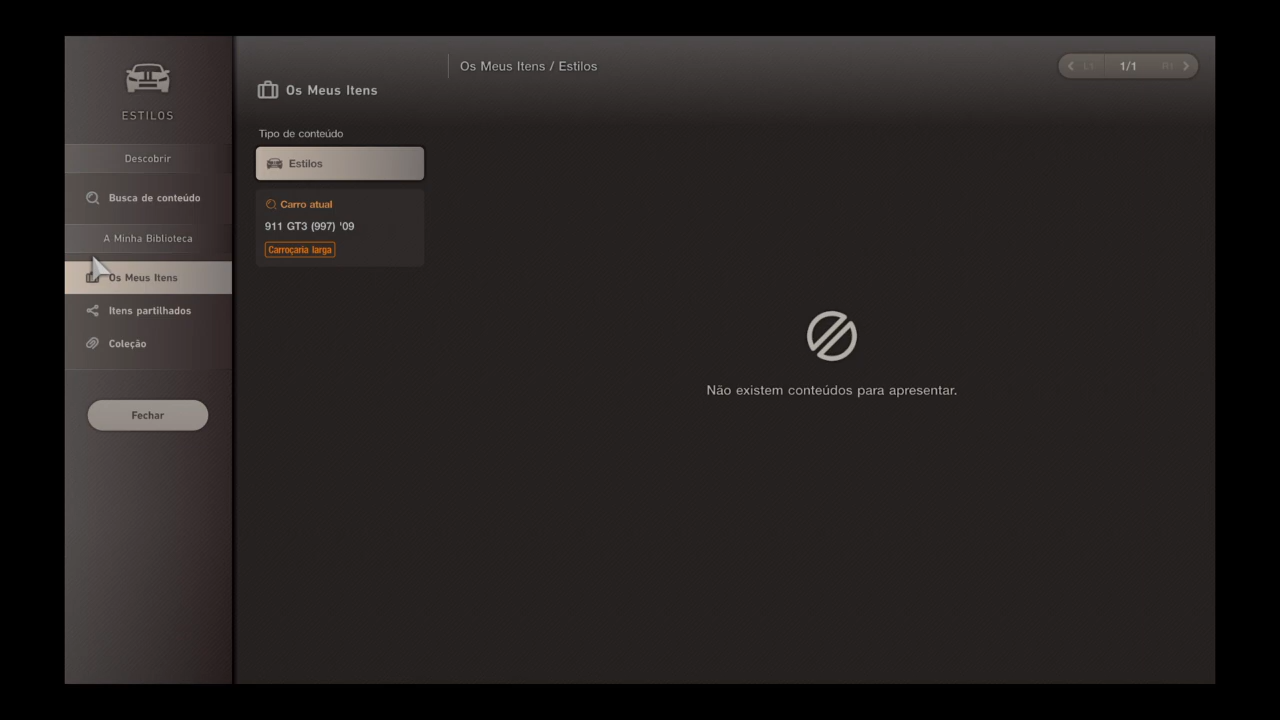 ESTILOS
Descobrir
Busca de conteúdo
A Minha Biblioteca
Os Meus Itens
Itens partilhados
Coleção
Fechar
Os Meus Itens / Estilos
L1 1/1 R1
Os Meus Itens
Tipo de conteúdo
Estilos
Carro atual
911 GT3 (997) '09
Carroçaria larga
Não existem conteúdos para apresentar.